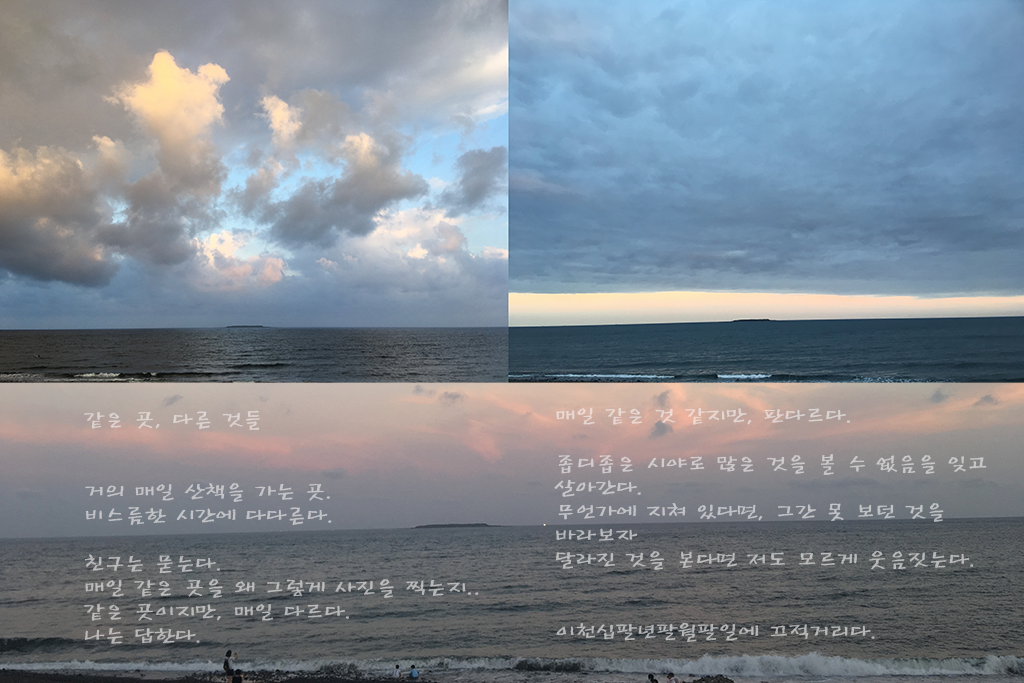 같은 곳, 다른 것들
거의 매일 산책을 가는 곳.
비스름한 시간에 다다른다.
친구는 묻는다.
매일 같은 곳을 왜 그렇게 사진을 찍는지..
같은 곳이지만, 매일 다르다.
나는 답한다.
매일 같은 것 같지만, 판다르다.
좁디좁은 시야로 많은 것을 볼 수 없음을 잊고
살아간다.
무언가에 지쳐 있다면, 그간 못 보던 것을
바라보자
달라진 것을 본다면 저도 모르게 웃음짓는다.
이천십팔년팔월팔일에 끄적거리다.